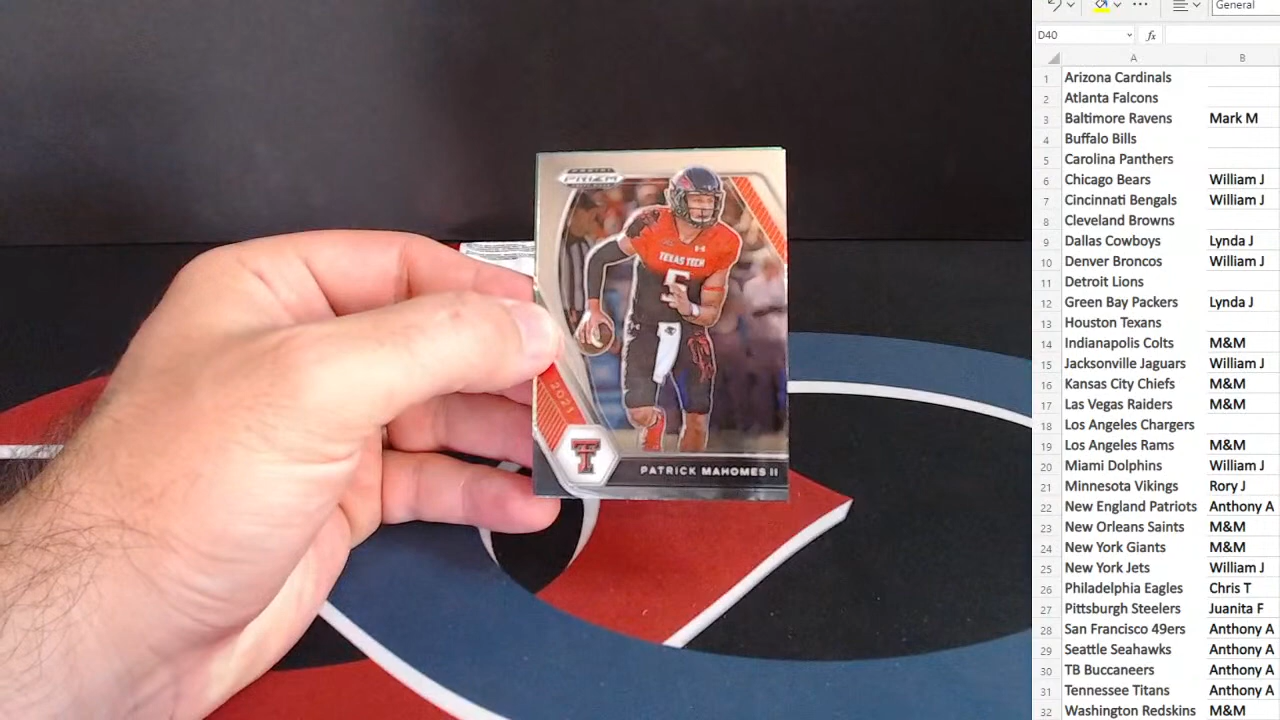 General
D40
fx
A B
1 Arizona Cardinals
2 Atlanta Falcons
3 Baltimore Ravens Mark M
4 Buffalo Bills
5 Carolina Panthers
6 Chicago Bears William J
7 Cincinnati Bengals William J
8 Cleveland Browns
9 Dallas Cowboys Lynda J
10 Denver Broncos William J
11 Detroit Lions
12 Green Bay Packers Lynda J
13 Houston Texans
14 Indianapolis Colts M&M
15 Jacksonville Jaguars William J
16 Kansas City Chiefs M&M
17 Las Vegas Raiders M&M
18 Los Angeles Chargers
19 Los Angeles Rams M&M
20 Miami Dolphins William J
21 Minnesota Vikings Rory J
22 New England Patriots Anthony A
23 New Orleans Saints M&M
24 New York Giants M&M
25 New York Jets William J
26 Philadelphia Eagles Chris T
27 Pittsburgh Steelers Juanita F
28 San Francisco 49ers Anthony A
29 Seattle Seahawks Anthony A
30 TB Buccaneers Anthony A
31 Tennessee Titans Anthony A
32 Washington Redskins M&M
PANINI
PRIZM
TEXAS TECH
5
2021
T
PATRICK MAHOMES II